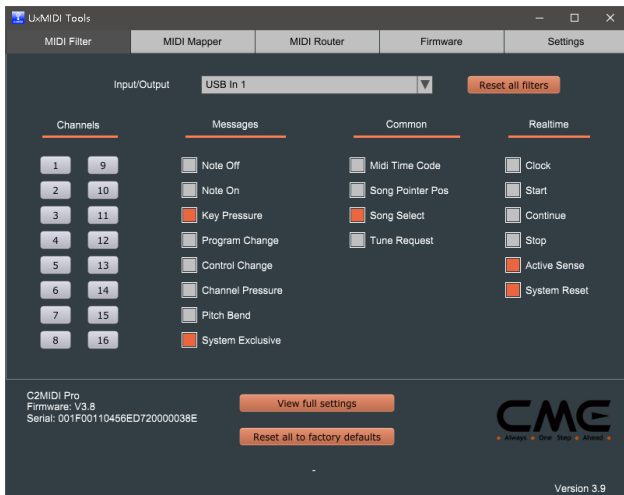 UxMIDI Tools
MIDI Filter MIDI Mapper MIDI Router Firmware Settings
Input/Output USB In 1 Reset all filters
Channels Messages Common Realtime
1 9 Note Off Midi Time Code Clock
2 10 Note On Song Pointer Pos Start
3 11 Key Pressure Song Select Continue
4 12 Program Change Tune Request Stop
5 13 Control Change Active Sense
6 14 Channel Pressure System Reset
7 15 Pitch Bend
8 16 System Exclusive
C2MIDI Pro
Firmware: V3.8
Serial: 001F00110456ED720000038E
View full settings
Reset all to factory defaults
CME
Always One Step Ahead
-
Version 3.9